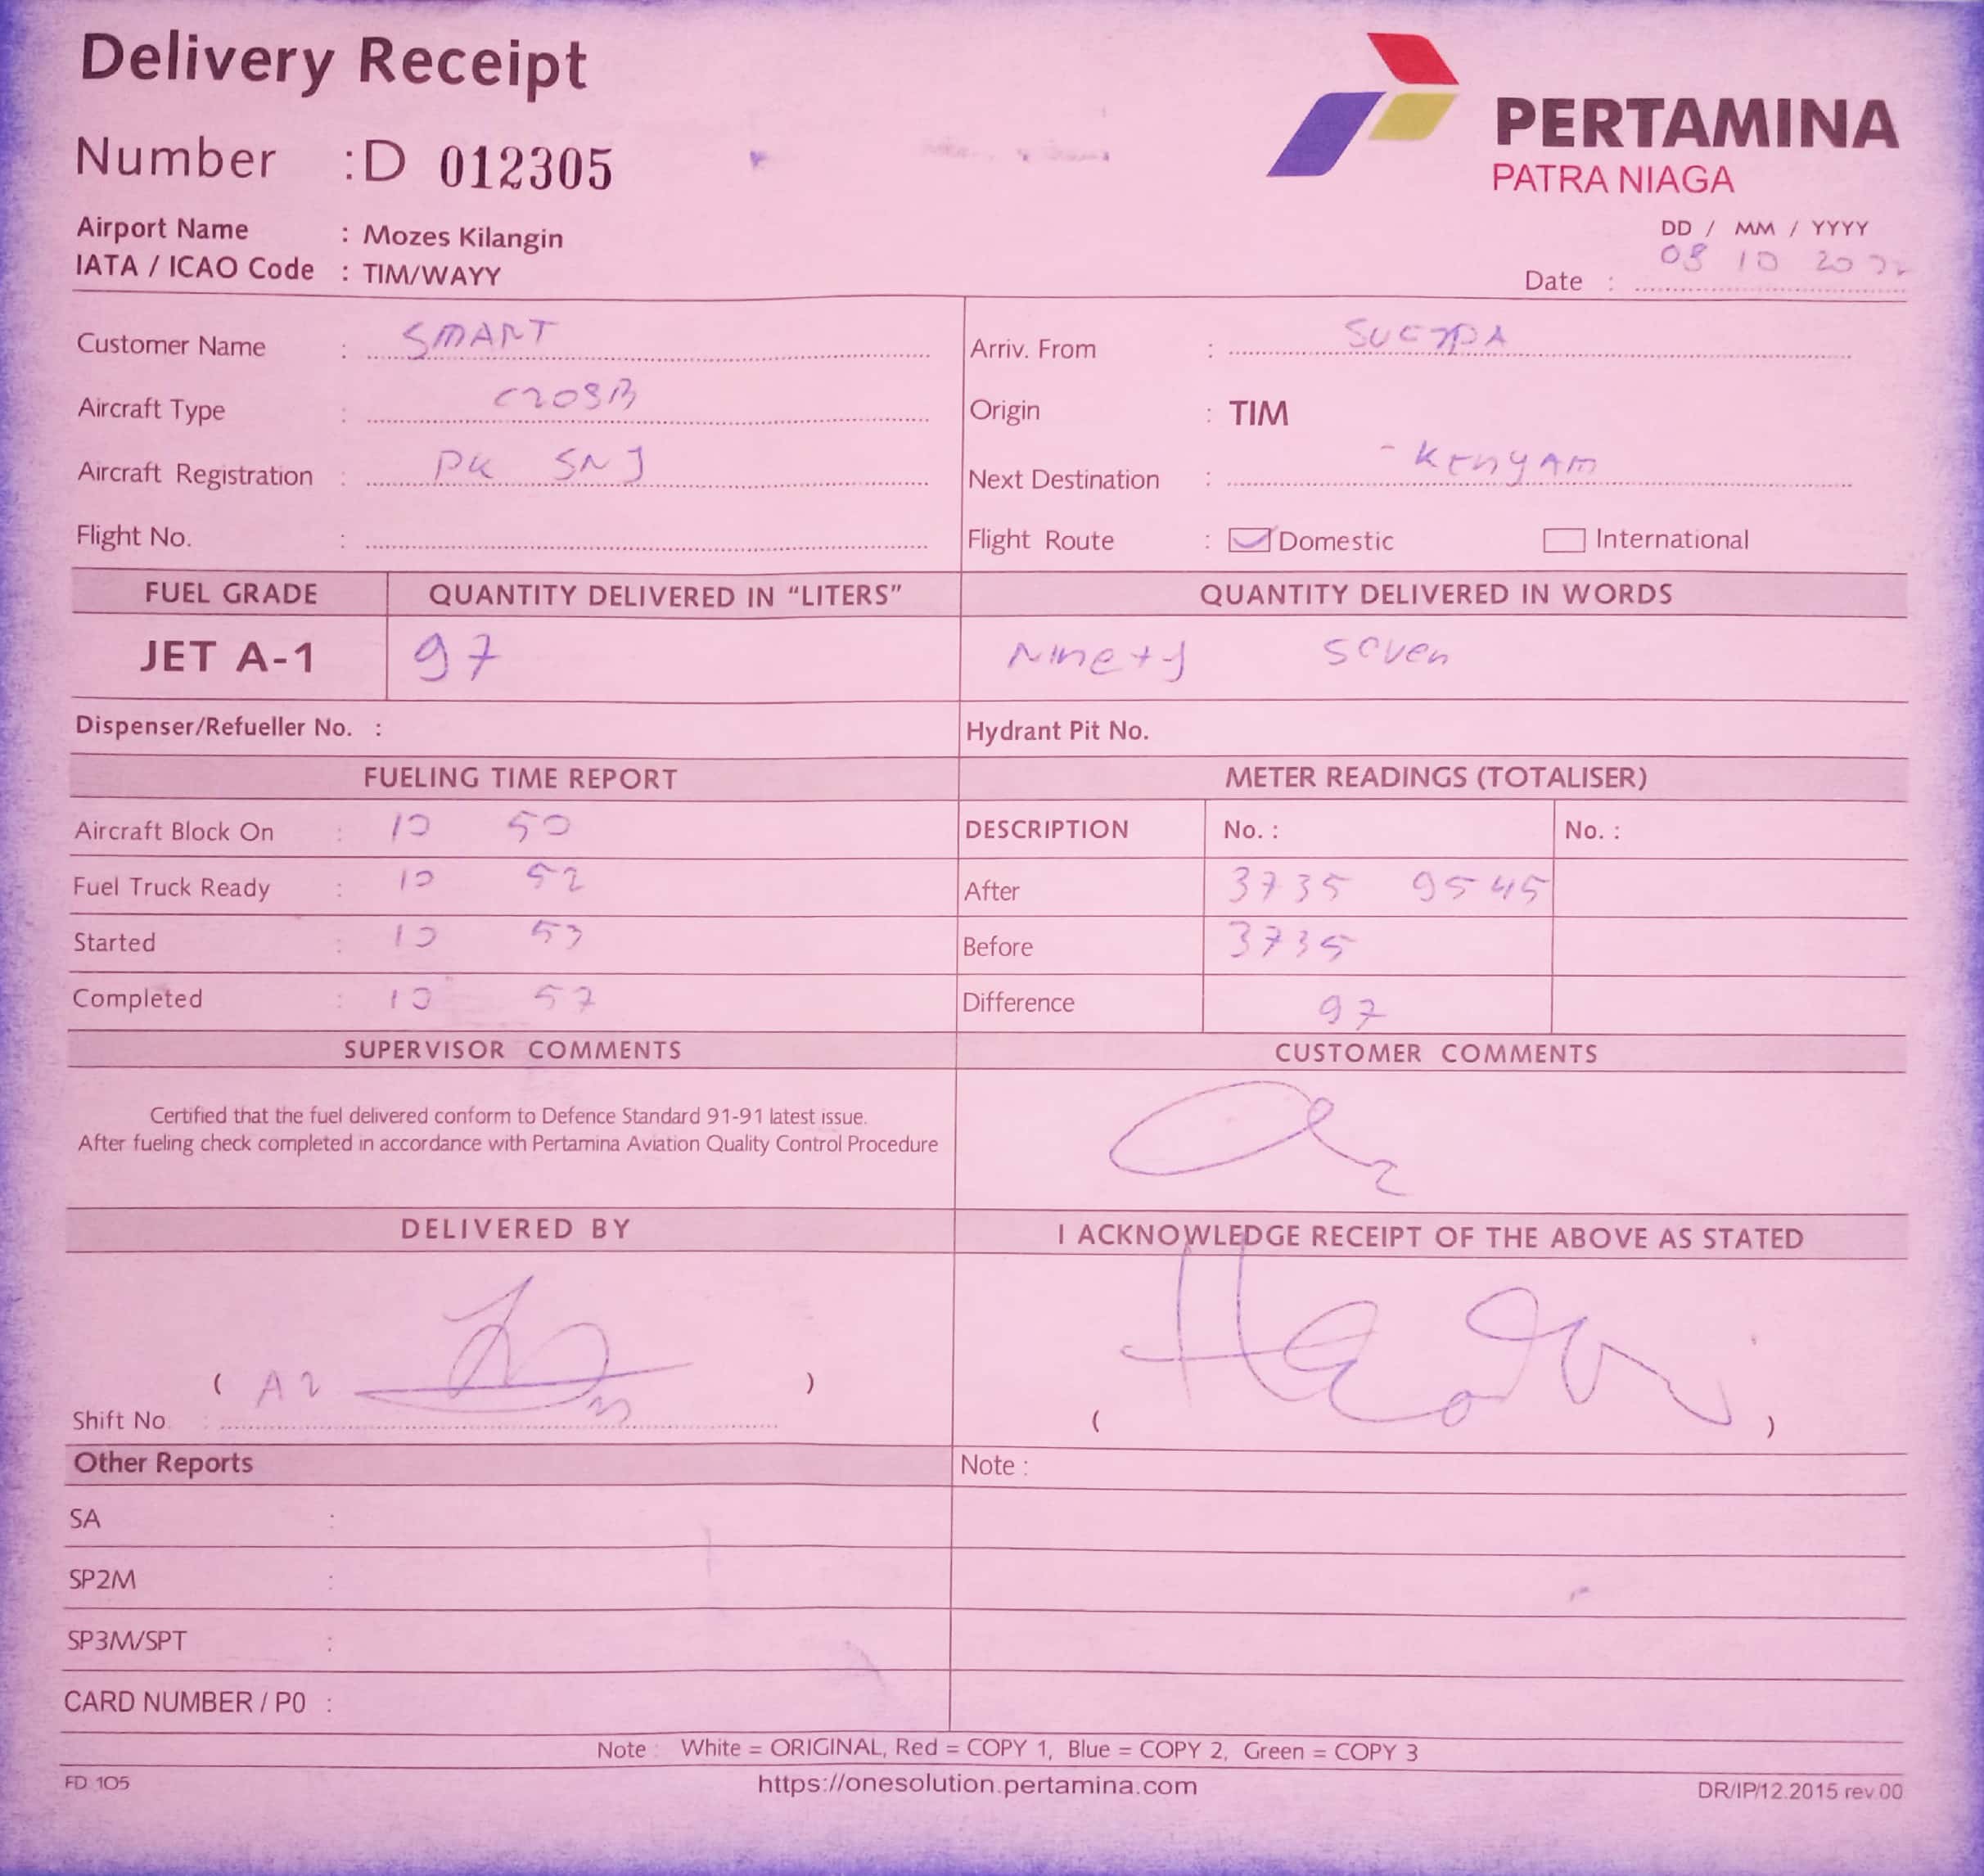 Delivery Receipt
Number : D 012305
PERTAMINA
PATRA NIAGA
Airport Name : Mozes Kilangin
IATA / ICAO Code : TIM/WAYY
DD / MM / YYYY
Date : 08 10
Customer Name : SMART
Arriv. From :
Aircraft Type : C208B
Origin : TIM
Aircraft Registration : PK SNJ
Next Destination : - KENYAM
Flight No. :
Flight Route : Domestic International
FUEL GRADE QUANTITY DELIVERED IN "LITERS" QUANTITY DELIVERED IN WORDS
JET A-1 97 Ninety Seven
Dispenser/Refueller No. : Hydrant Pit No.
FUELING TIME REPORT METER READINGS (TOTALISER)
Aircraft Block On : 10 50 DESCRIPTION No. : No. :
Fuel Truck Ready : 10 52 After 3735 9545
Started : 10 53 Before 3735
Completed : 10 57 Difference 97
SUPERVISOR COMMENTS CUSTOMER COMMENTS
Certified that the fuel delivered conform to Defence Standard 91-91 latest issue.
After fueling check completed in accordance with Pertamina Aviation Quality Control Procedure
DELIVERED BY I ACKNOWLEDGE RECEIPT OF THE ABOVE AS STATED
( A2 ) ( )
Shift No :
Other Reports Note :
SA :
SP2M :
SP3M/SPT :
CARD NUMBER / P0 :
Note : White = ORIGINAL, Red = COPY 1, Blue = COPY 2, Green = COPY 3
FD 105 https://onesolution.pertamina.com DR/IP/12.2015 rev.00